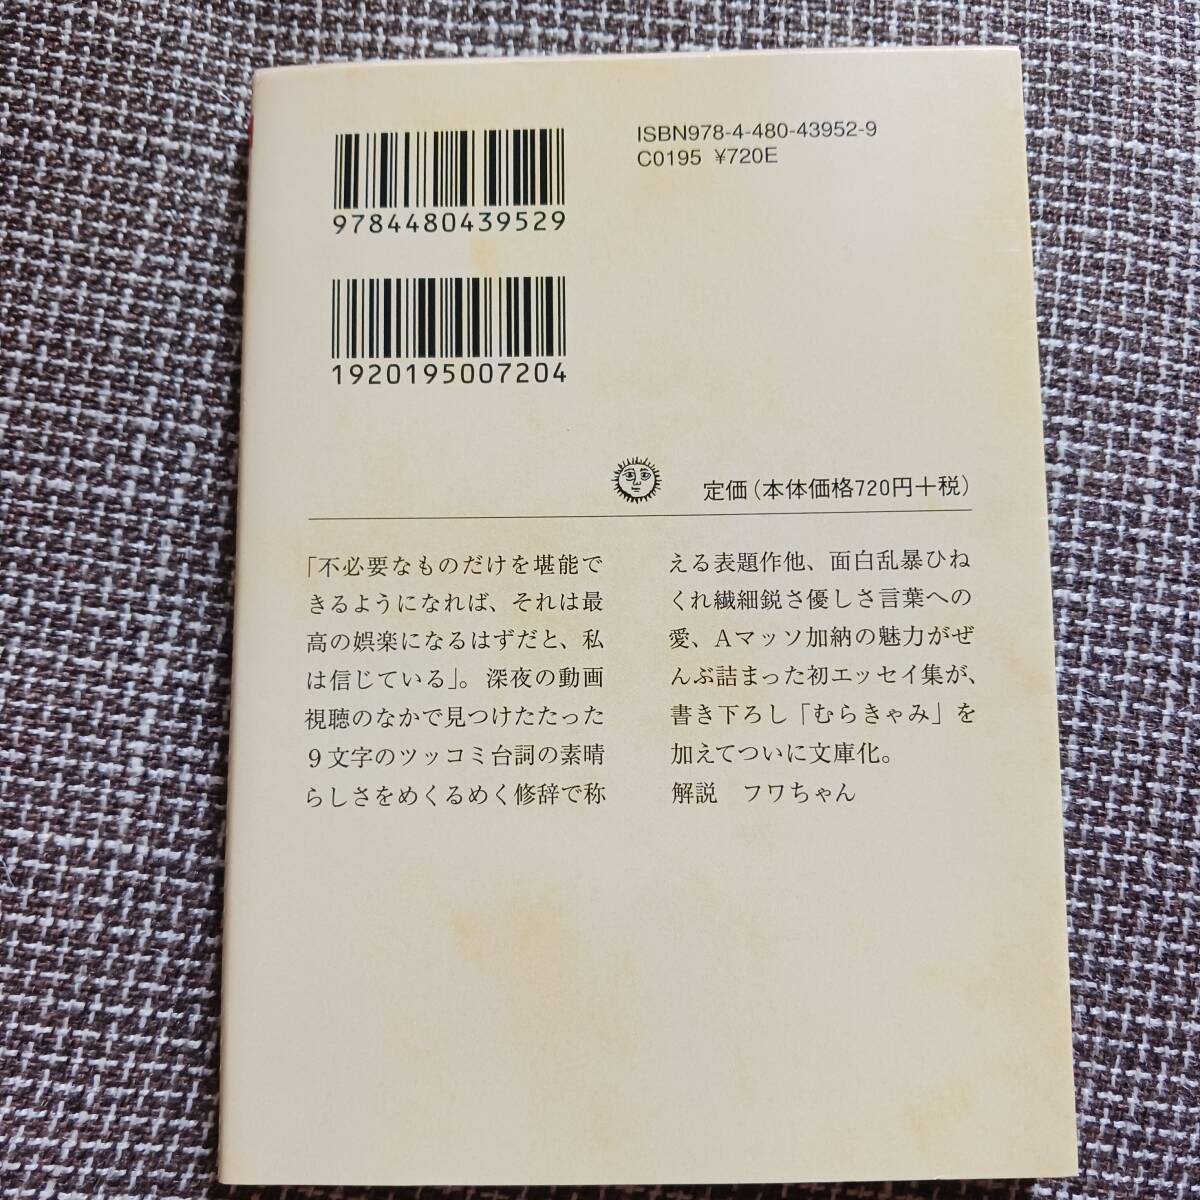 ISBN978-4-480-43952-9
C0195 ¥720E
9784480439529
1920195007204
定価(本体価格720円+税)
「不必要なものだけを堪能で
きるようになれば、それは最
高の娯楽になるはずだと、私
は信じている」。深夜の動画
視聴のなかで見つけたたった
9文字のツッコミ台詞の素晴
らしさをめくるめく修辞で称
える表題作他、面白乱暴ひね
くれ繊細鋭さ優しさ言葉への
愛、Aマッソ加納の魅力がぜ
んぶ詰まった初エッセイ集が、
書き下ろし「むらきゃみ」を
加えてついに文庫化。
解説 フワちゃん